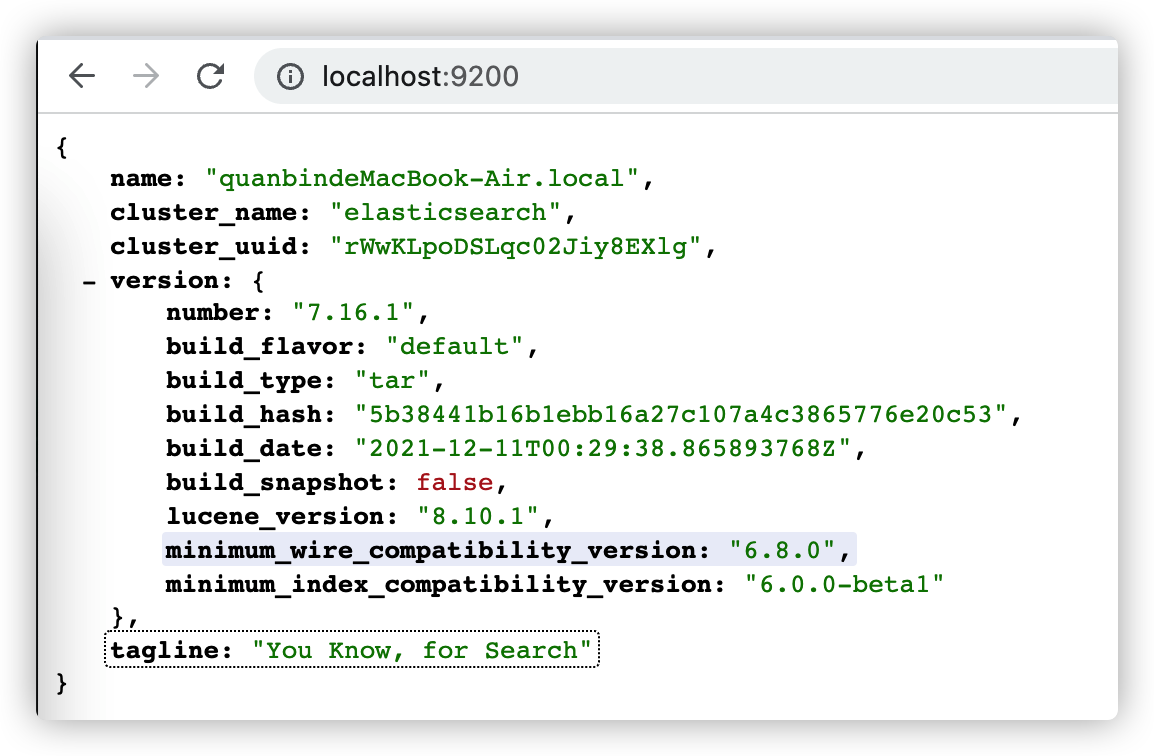 localhost:9200
{
name: "quanbindeMacBook-Air.local",
cluster_name: "elasticsearch",
cluster_uuid: "rWwKLpoDSLqc02Jiy8EXlg",
- version: {
number: "7.16.1",
build_flavor: "default",
build_type: "tar",
build_hash: "5b38441b16b1ebb16a27c107a4c3865776e20c53",
build_date: "2021-12-11T00:29:38.865893768Z",
build_snapshot: false,
lucene_version: "8.10.1",
minimum_wire_compatibility_version: "6.8.0",
minimum_index_compatibility_version: "6.0.0-beta1"
},
tagline: "You Know, for Search"
}